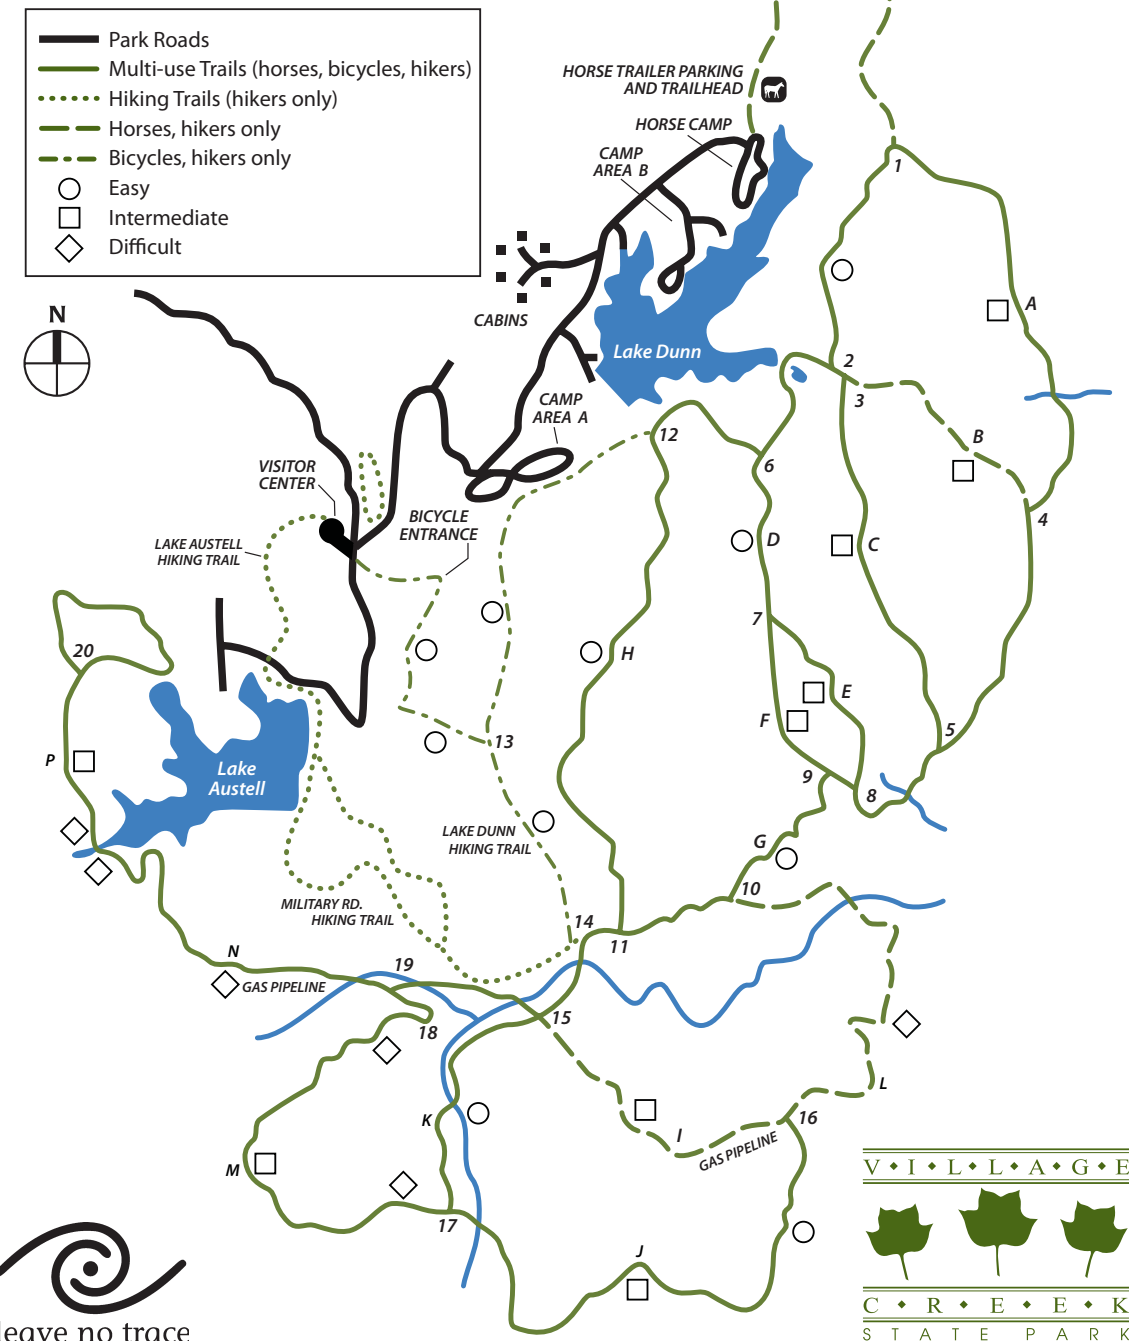 Park Roads
Multi-use Trails (horses, bicycles, hikers)
Hiking Trails (hikers only)
Horses, hikers only
Bicycles, hikers only
Easy
Intermediate
Difficult
HORSE TRAILER PARKING
AND TRAILHEAD
HORSE CAMP
CAMP
AREA B
1
CABINS
N
A
Lake Dunn
2
3
CAMP
AREA A
12
B
6
VISITOR
CENTER
BICYCLE
ENTRANCE
4
LAKE AUSTELL
HIKING TRAIL
D
C
7
20
H
E
F
5
13
P
Lake
Austell
9
8
LAKE DUNN
HIKING TRAIL
G
10
MILITARY RD.
HIKING TRAIL
14
11
N
19
GAS PIPELINE
15
18
L
K
16
I
GAS PIPELINE
M
17
J
VILLAGE
CREEK
STATE PARK
leave no trace